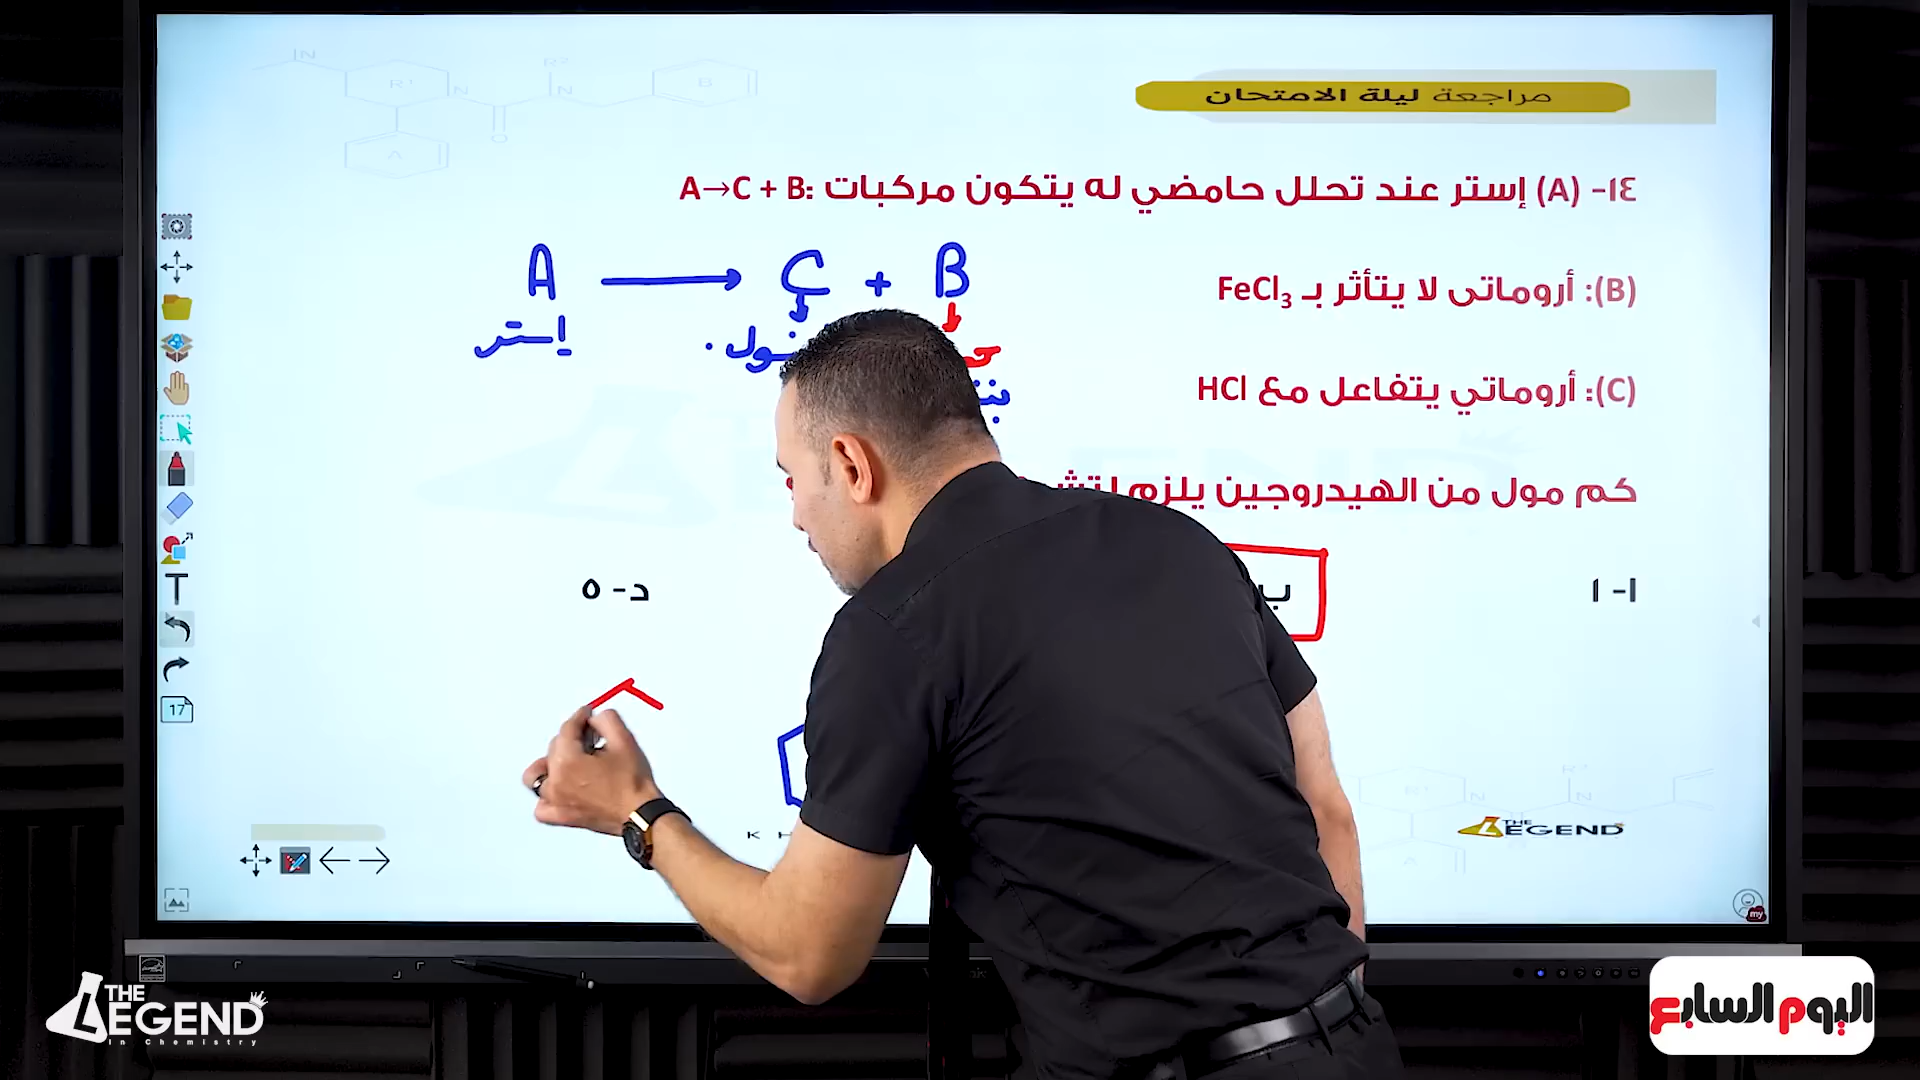 مراجعة ليلة الامتحان
١٤- (A) إستر عند تحلل حامضي له يتكون مركبات A→C + B:
A → C + B
إستر
(B): أروماتى لا يتأثر بـ FeCl₃
(C): أروماتي يتفاعل مع HCl
كم مول من الهيدروجين يلزم
ا- ١
ب
د- ٥
THE LEGEND
17
THE LEGEND
In Chemistry
اليوم السابع